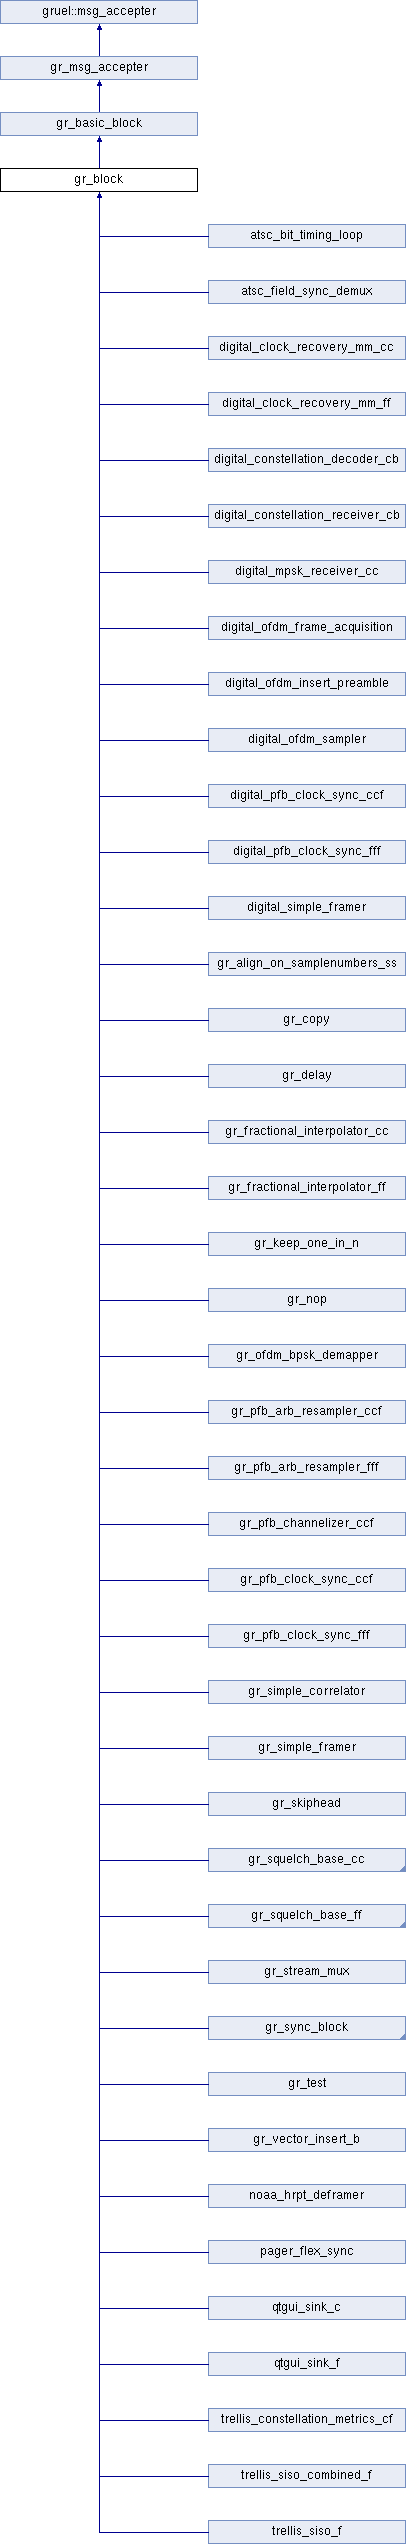 gruel::msg_accepter
gr_msg_accepter
gr_basic_block
gr_block
atsc_bit_timing_loop
atsc_field_sync_demux
digital_clock_recovery_mm_cc
digital_clock_recovery_mm_ff
digital_constellation_decoder_cb
digital_constellation_receiver_cb
digital_mpsk_receiver_cc
digital_ofdm_frame_acquisition
digital_ofdm_insert_preamble
digital_ofdm_sampler
digital_pfb_clock_sync_ccf
digital_pfb_clock_sync_fff
digital_simple_framer
gr_align_on_samplenumbers_ss
gr_copy
gr_delay
gr_fractional_interpolator_cc
gr_fractional_interpolator_ff
gr_keep_one_in_n
gr_nop
gr_ofdm_bpsk_demapper
gr_pfb_arb_resampler_ccf
gr_pfb_arb_resampler_fff
gr_pfb_channelizer_ccf
gr_pfb_clock_sync_ccf
gr_pfb_clock_sync_fff
gr_simple_correlator
gr_simple_framer
gr_skiphead
gr_squelch_base_cc
gr_squelch_base_ff
gr_stream_mux
gr_sync_block
gr_test
gr_vector_insert_b
noaa_hrpt_deframer
pager_flex_sync
qtgui_sink_c
qtgui_sink_f
trellis_constellation_metrics_cf
trellis_siso_combined_f
trellis_siso_f